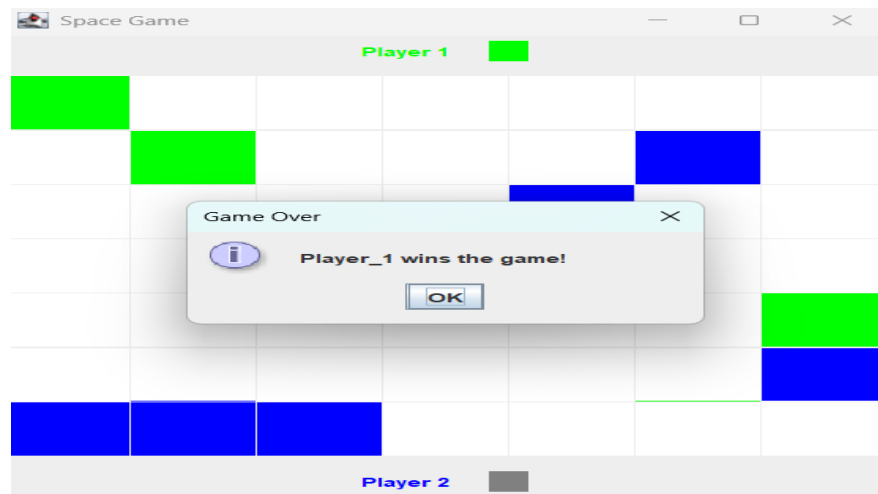 Space Game
Player 1
Game Over
Player_1 wins the game!
OK
Player 2